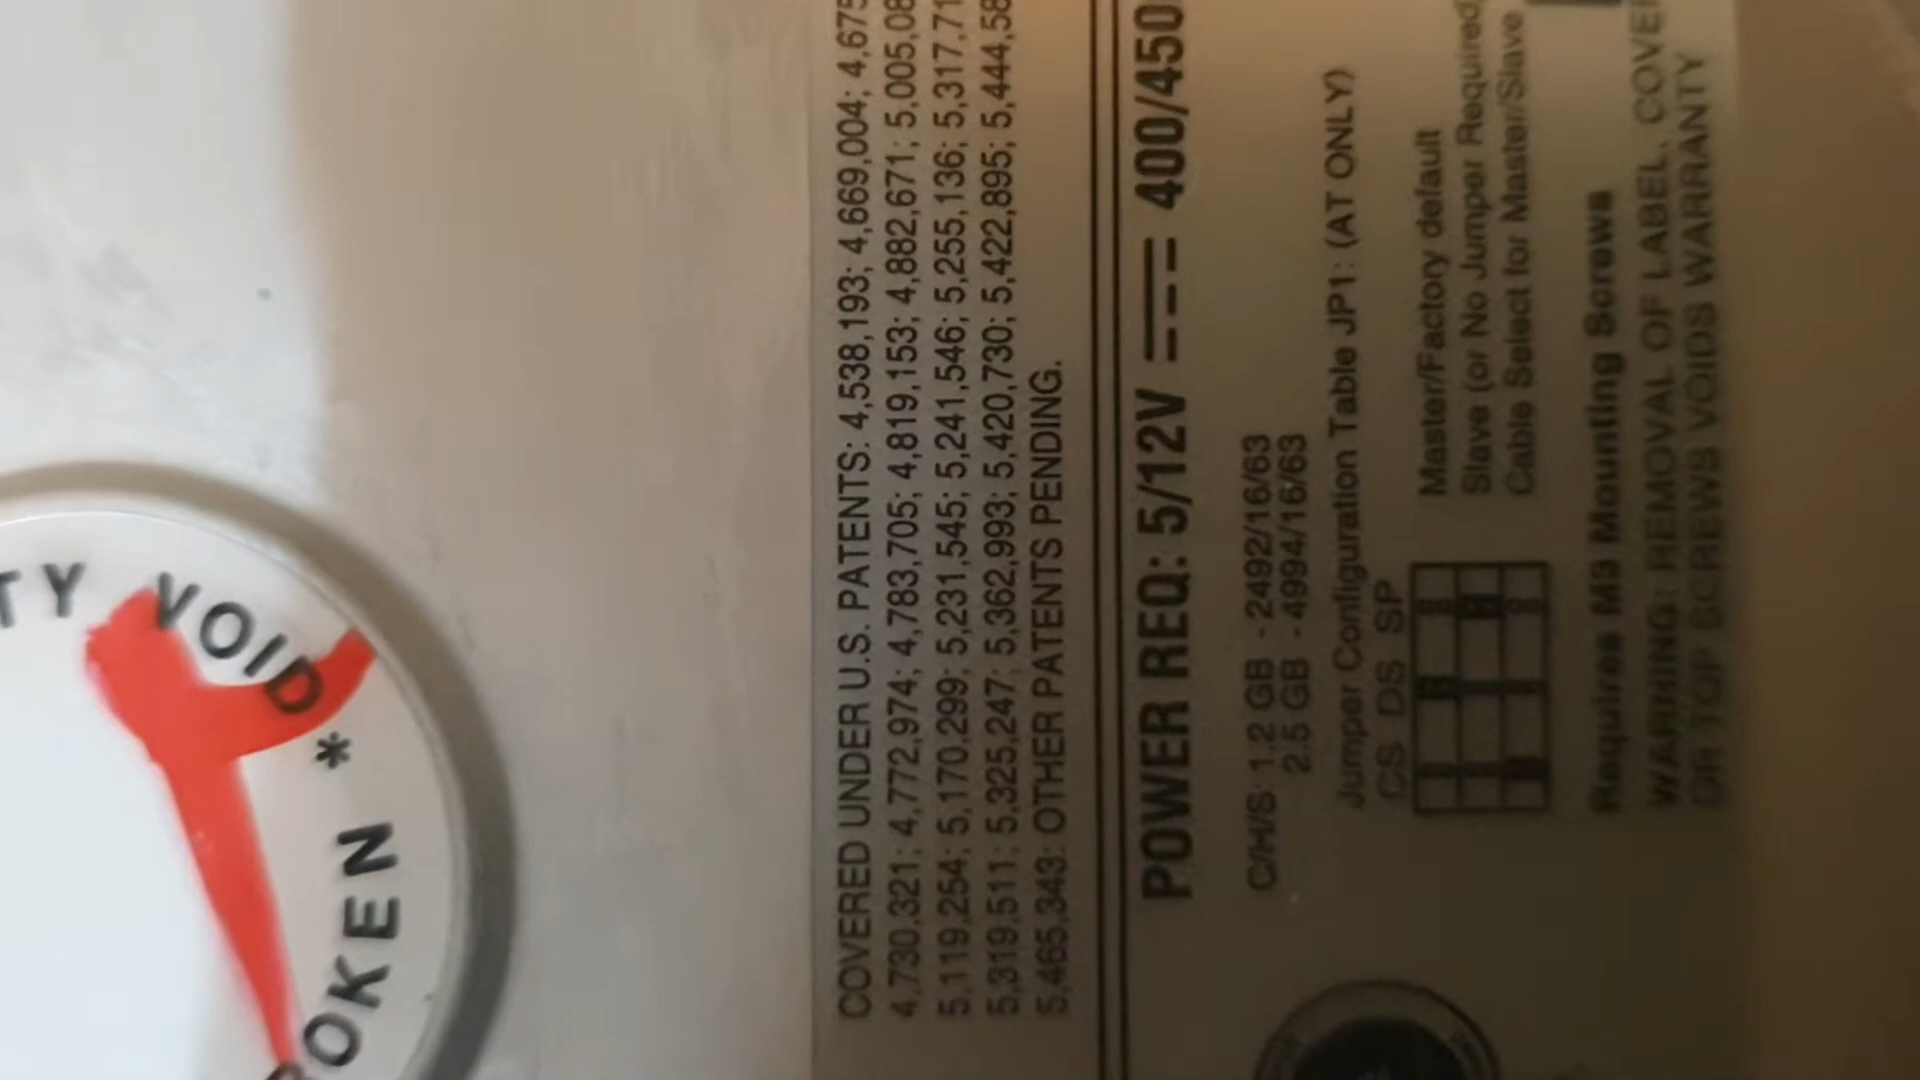 COVERED UNDER U.S. PATENTS: 4,538,193; 4,669,004; 4,675
4,730,321; 4,772,974; 4,783,705; 4,819,153; 4,882,671; 5,005,08
5,119,254; 5,170,299; 5,231,545; 5,241,546; 5,255,136; 5,317,71
5,319,511; 5,325,247; 5,362,993; 5,420,730; 5,422,895; 5,444,58
5,465,343: OTHER PATENTS PENDING.
POWER REQ: 5/12V 400/450
C/H/S: 1.2 GB - 2492/16/63
2.5 GB - 4994/16/63
Jumper Configuration Table JP1: (AT ONLY)
CS DS SP
Master/Factory default
Slave (or No Jumper Required)
Cable Select for Master/Slave
Requires M3 Mounting Screws
WARNING: REMOVAL OF LABEL, COVER
OR TOP SCREWS VOIDS WARRANTY
TY VOID * ROKEN